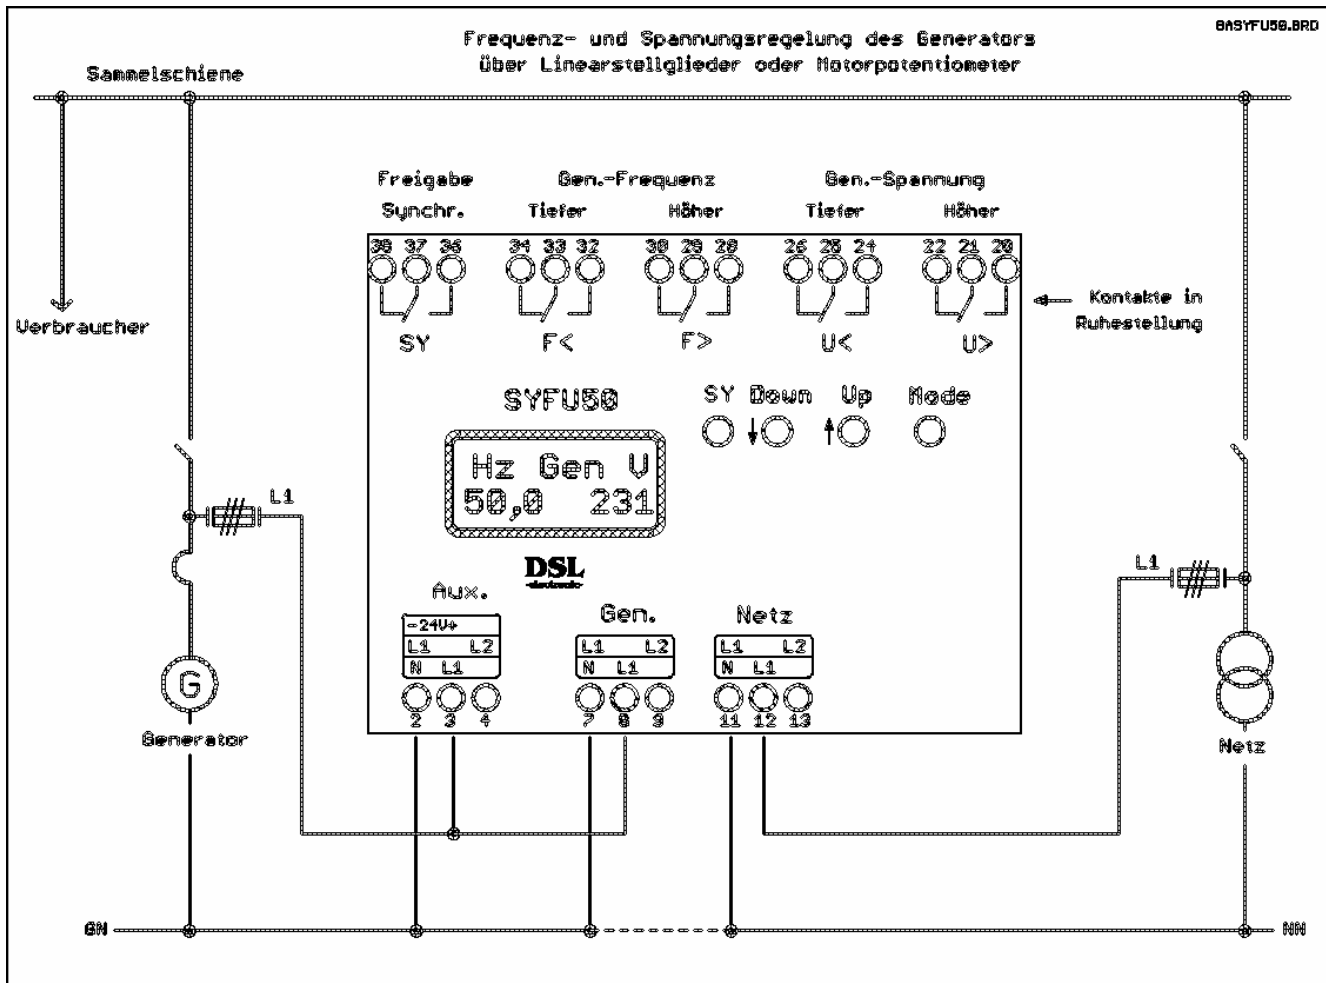 0ASYFU50.BRD
Frequenz- und Spannungsregelung des Generators
über Linearstellglieder oder Motorpotentiometer
Sammelschiene
Freigabe Gen.-Frequenz Gen.-Spannung
Synchr. Tiefer Höher Tiefer Höher
38 37 36 34 33 32 30 29 28 26 25 24 22 21 20
Kontakte in
Ruhestellung
Verbraucher
SY F< F> U< U>
SYFU50
SY Down Up Mode
Hz Gen V
50,0 231
L1
L1
DSL
electronic
Aux. Gen. Netz
-24V+
L1 L2 L1 L2 L1 L2
N L1 N L1 N L1
2 3 4 7 8 9 11 12 13
G
Generator
Netz
GN
NN